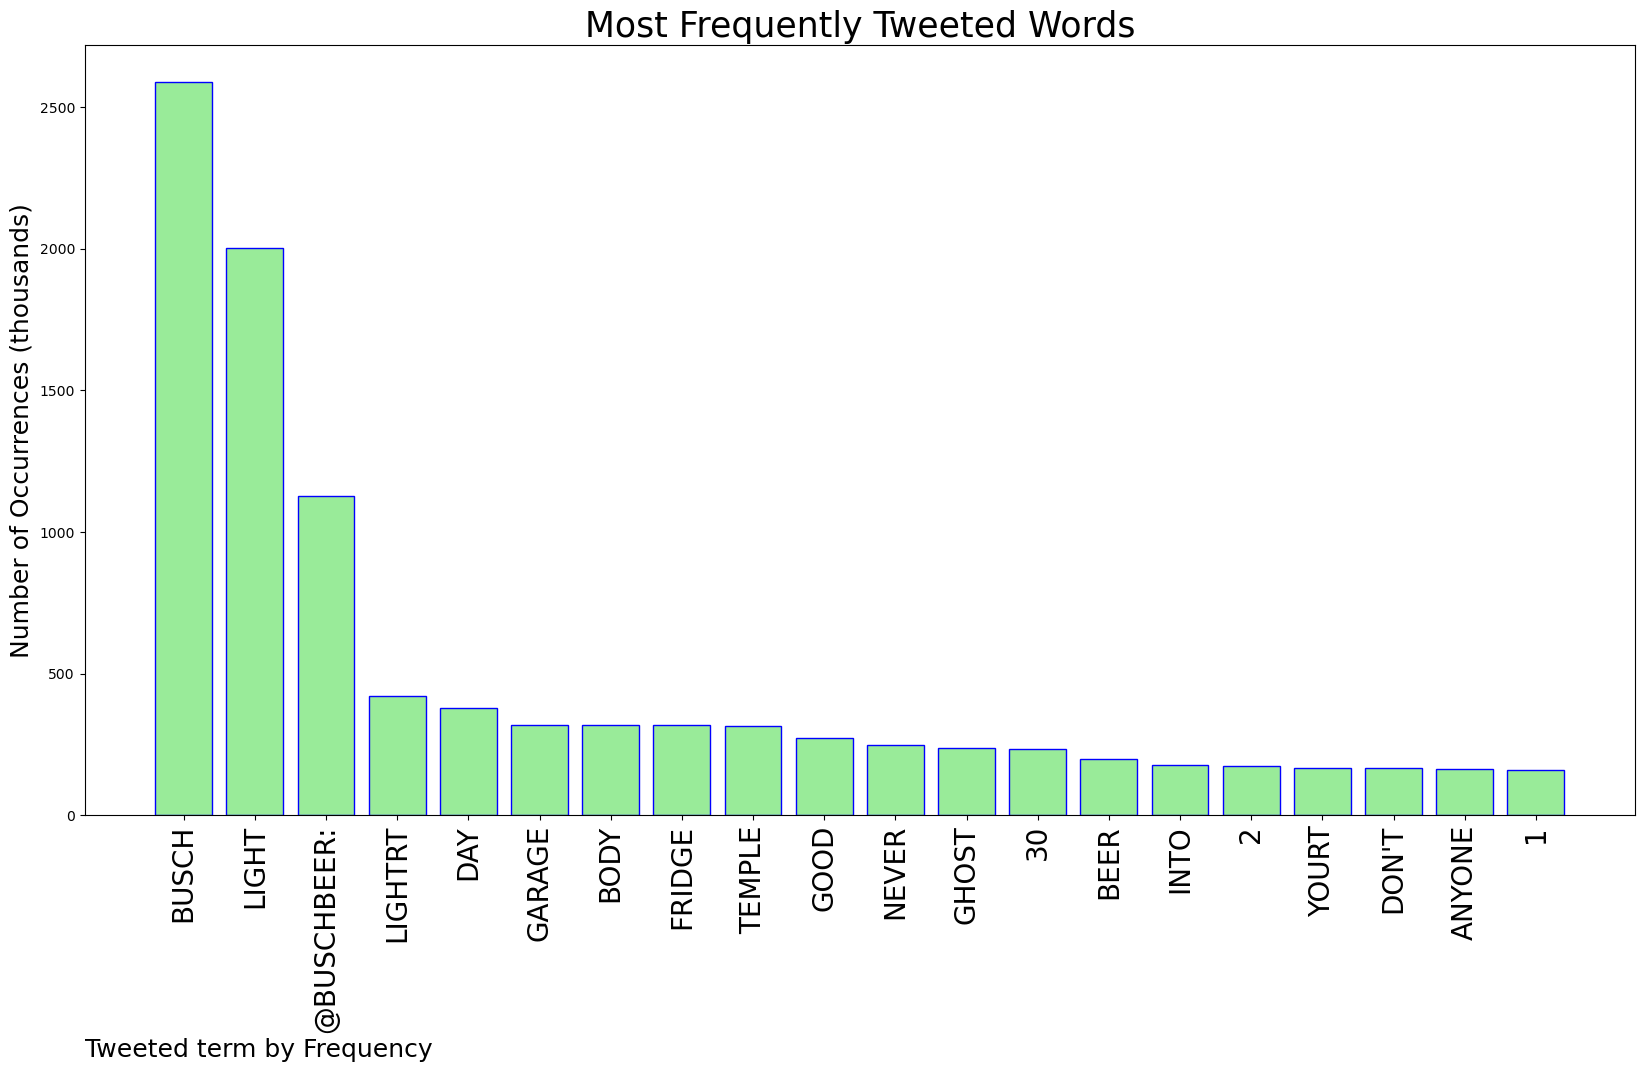 Most Frequently Tweeted Words
Number of Occurrences (thousands)
2500
2000
1500
1000
500
0
BUSCH
LIGHT
@BUSCHBEER:
LIGHTRT
DAY
GARAGE
BODY
FRIDGE
TEMPLE
GOOD
NEVER
GHOST
30
BEER
INTO
2
YOURT
DON'T
ANYONE
1
Tweeted term by Frequency